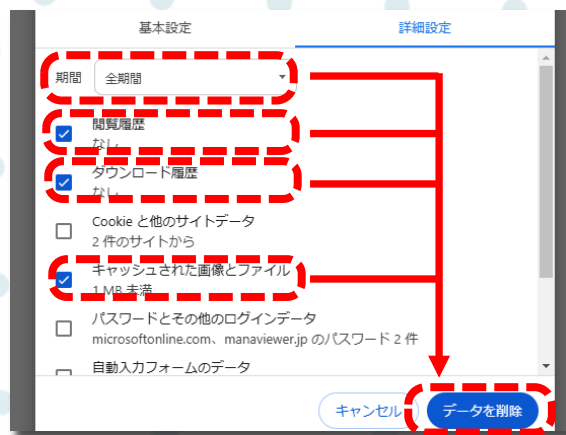 基本設定
詳細設定
期間
全期間
閲覧履歴
なし
ダウンロード履歴
なし
Cookie と他のサイトデータ
2 件のサイトから
キャッシュされた画像とファイル
1 MB 未満
パスワードとその他のログインデータ
microsoftonline.com、manaviewer.jp のパスワード 2 件
自動入力フォームのデータ
キャンセル
データを削除